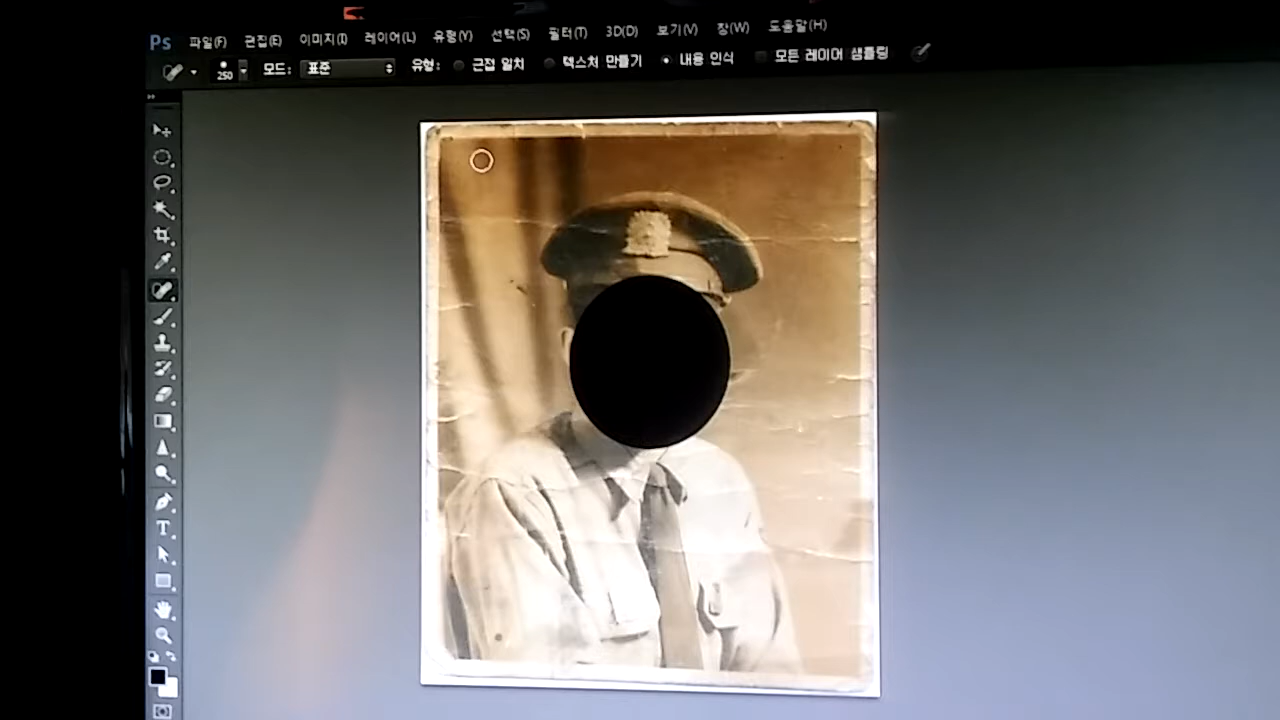 Ps 파일(F) 편집(E) 이미지(I) 레이어(L) 유형(Y) 선택(S) 필터(T) 3D(D) 보기(V) 창(W) 도움말(H)
250 모드: 표준 유형: 근접 일치 텍스처 만들기 내용 인식 모든 레이어 샘플링
T